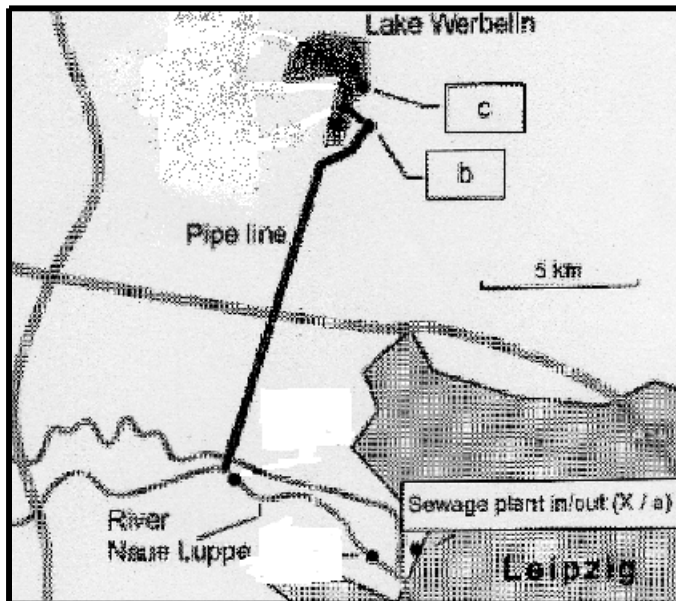 Lake Werbelin
c
b
Pipe line
5 km
Sewage plant in/out (X / a)
River
Neue Luppe
Leipzig